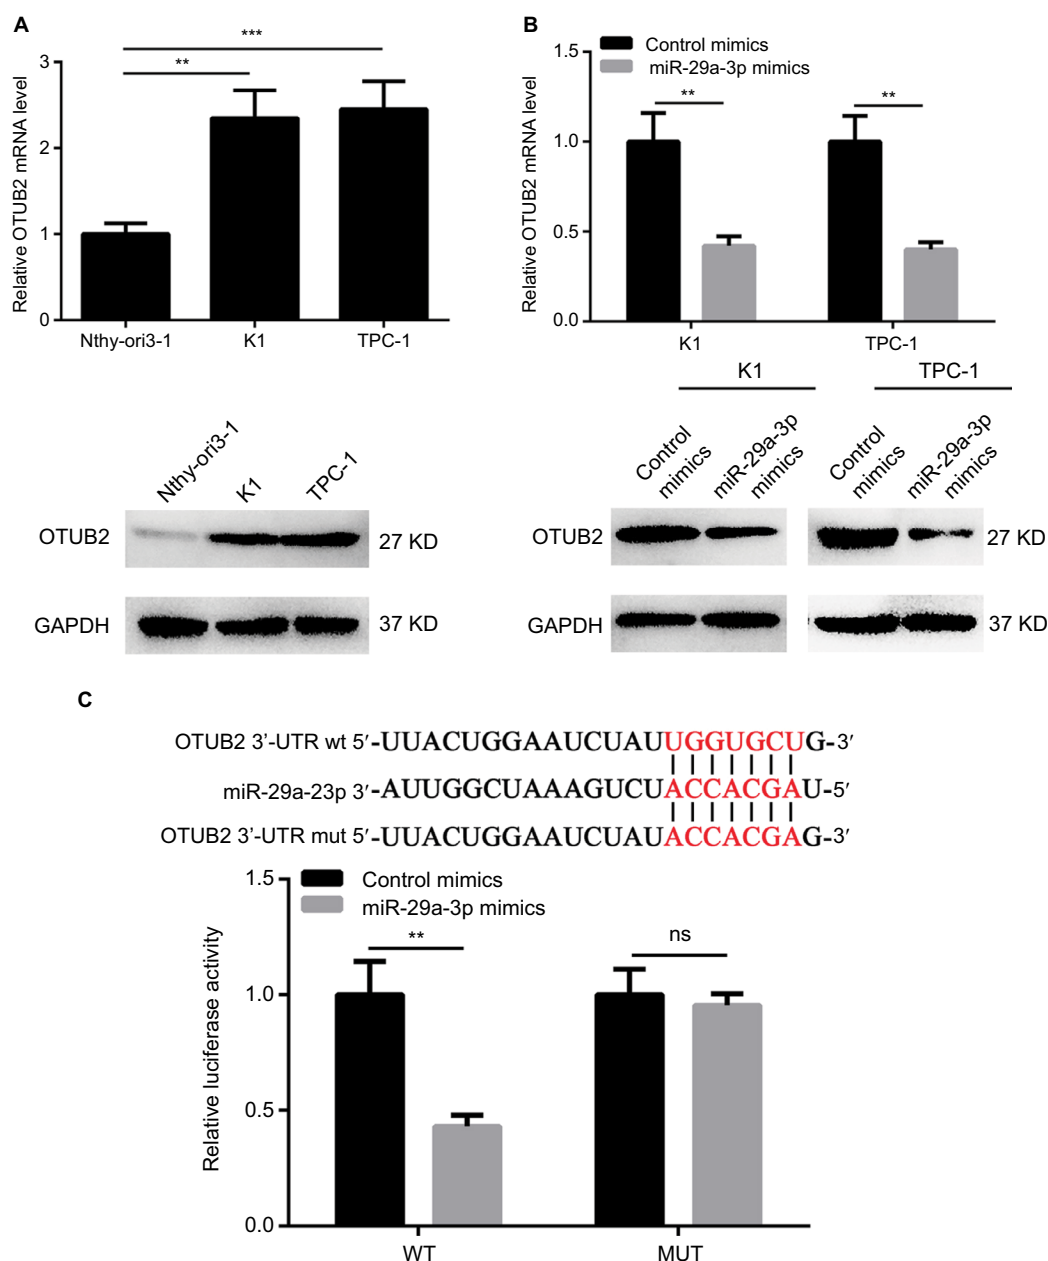 A
***
**
3
2
1
0
Relative OTUB2 mRNA level
Nthy-ori3-1 K1 TPC-1
Nthy-ori3-1
K1
TPC-1
OTUB2 27 KD
GAPDH 37 KD
B
Control mimics
miR-29a-3p mimics
1.5
1.0
0.5
0.0
Relative OTUB2 mRNA level
** **
K1 TPC-1
K1 TPC-1
Control
mimics
miR-29a-3p
mimics
Control
mimics
miR-29a-3p
mimics
OTUB2 27 KD
GAPDH 37 KD
C
OTUB2 3'-UTR wt 5′-UUACUGGAAUCUAUUGGUGCUG-3′
miR-29a-23p 3′-AUUGGCUAAAGUCUACCACGAU-5′
OTUB2 3'-UTR mut 5′-UUACUGGAAUCUAUACCACGAG-3′
Control mimics
miR-29a-3p mimics
1.5
1.0
0.5
0.0
Relative luciferase activity
** ns
WT MUT